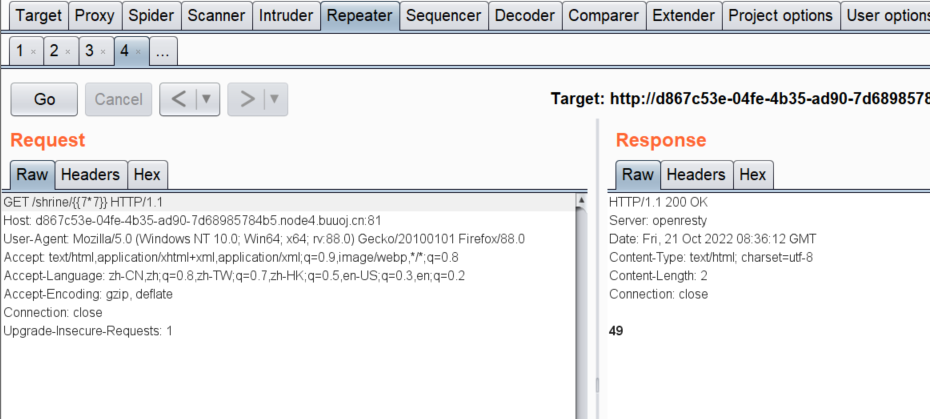 Target Proxy Spider Scanner Intruder Repeater Sequencer Decoder Comparer Extender Project options User options
1 × 2 × 3 × 4 × ...
Go Cancel < | ▼ > | ▼ Target: http://d867c53e-04fe-4b35-ad90-7d6898578
Request
Raw Headers Hex
GET /shrine/{{7*7}} HTTP/1.1
Host: d867c53e-04fe-4b35-ad90-7d68985784b5.node4.buuoj.cn:81
User-Agent: Mozilla/5.0 (Windows NT 10.0; Win64; x64; rv:88.0) Gecko/20100101 Firefox/88.0
Accept: text/html,application/xhtml+xml,application/xml;q=0.9,image/webp,*/*;q=0.8
Accept-Language: zh-CN,zh;q=0.8,zh-TW;q=0.7,zh-HK;q=0.5,en-US;q=0.3,en;q=0.2
Accept-Encoding: gzip, deflate
Connection: close
Upgrade-Insecure-Requests: 1
Response
Raw Headers Hex
HTTP/1.1 200 OK
Server: openresty
Date: Fri, 21 Oct 2022 08:36:12 GMT
Content-Type: text/html; charset=utf-8
Content-Length: 2
Connection: close
49